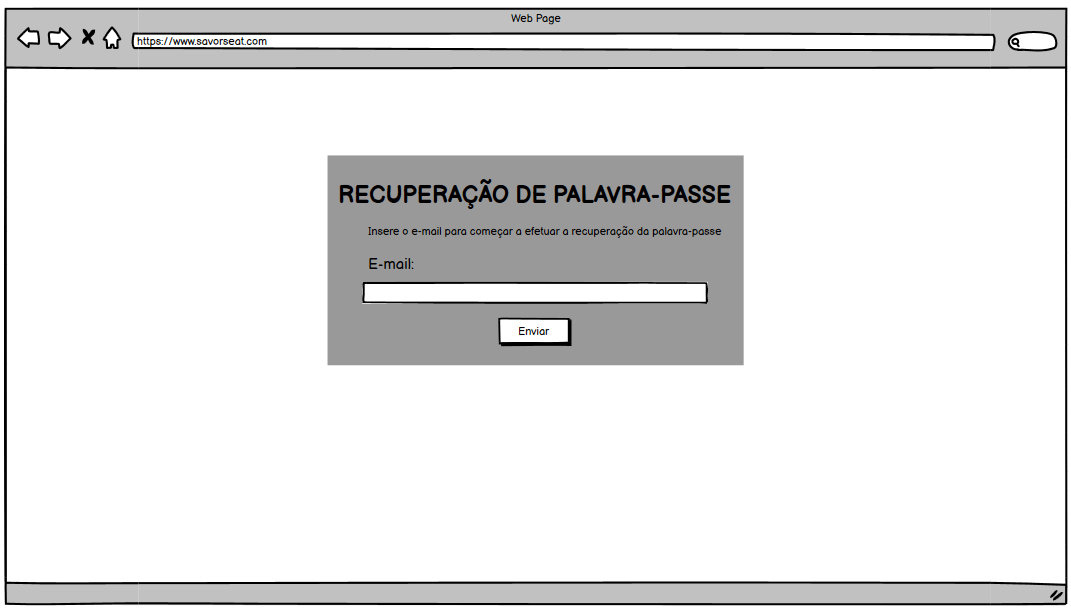 Web Page
https://www.savorseat.com
RECUPERAÇÃO DE PALAVRA-PASSE
Insere o e-mail para começar a efetuar a recuperação da palavra-passe
E-mail:
Enviar